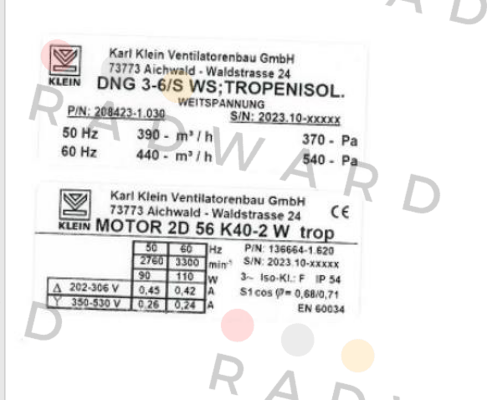 KLEIN
Karl Klein Ventilatorenbau GmbH
73773 Aichwald - Waldstrasse 24
DNG 3-6/S WS;TROPENISOL.
WEITSPANNUNG
P/N: 208423-1.030 S/N: 2023.10-xxxxx
50 Hz 390 - m³/h 370 - Pa
60 Hz 440 - m³/h 540 - Pa
Karl Klein Ventilatorenbau GmbH
73773 Aichwald - Waldstrasse 24 CE
KLEIN MOTOR 2D 56 K40-2 W trop
50 60 Hz P/N: 136664-1.620
2760 3300 min⁻¹ S/N: 2023.10-xxxxx
90 110 W 3~ Iso-Kl.: F IP 54
Δ 202-306 V 0,45 0,42 A S1 cos φ= 0,68/0,71
Y 350-530 V 0,26 0,24 A EN 60034
RADWARD
RAD